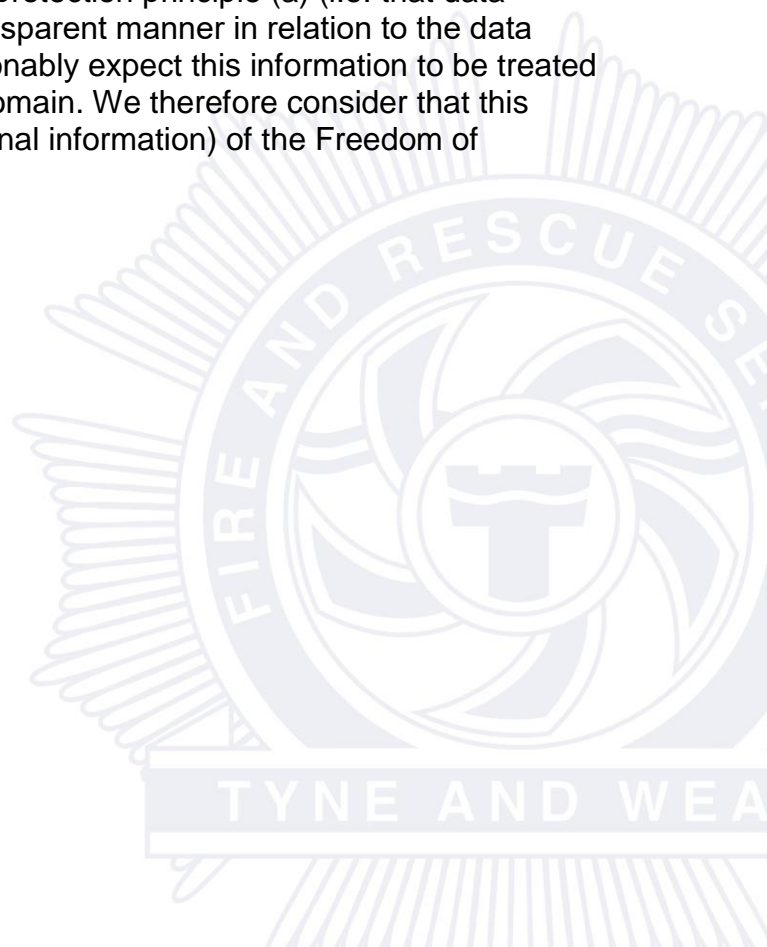 protection principle (a) (i.e. that data
sparent manner in relation to the data
onably expect this information to be treated
omain. We therefore consider that this
nal information) of the Freedom of
FIRE AND RESCUE SE
TYNE AND WEA